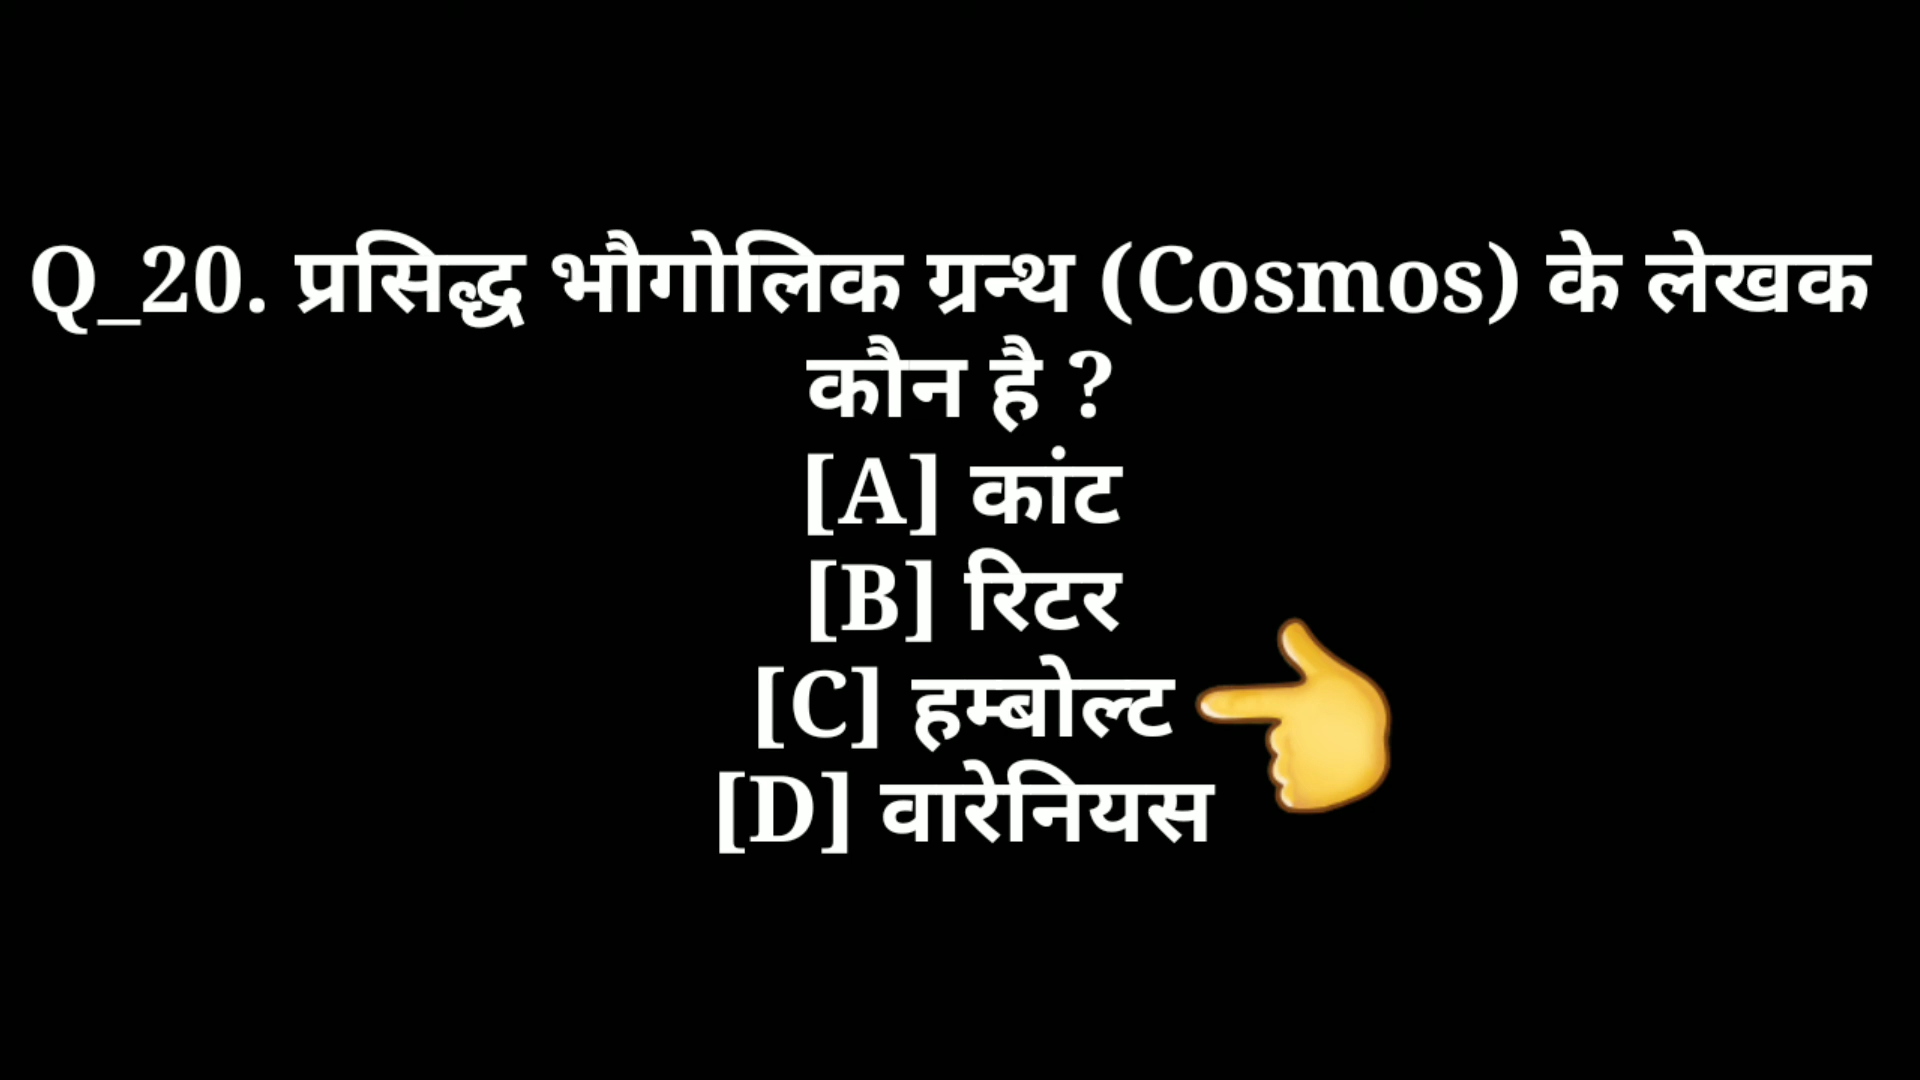 Q_20. प्रसिद्ध भौगोलिक ग्रन्थ (Cosmos) के लेखक
कौन है ?
[A] कांट
[B] रिटर
[C] हम्बोल्ट
[D] वारेनियस